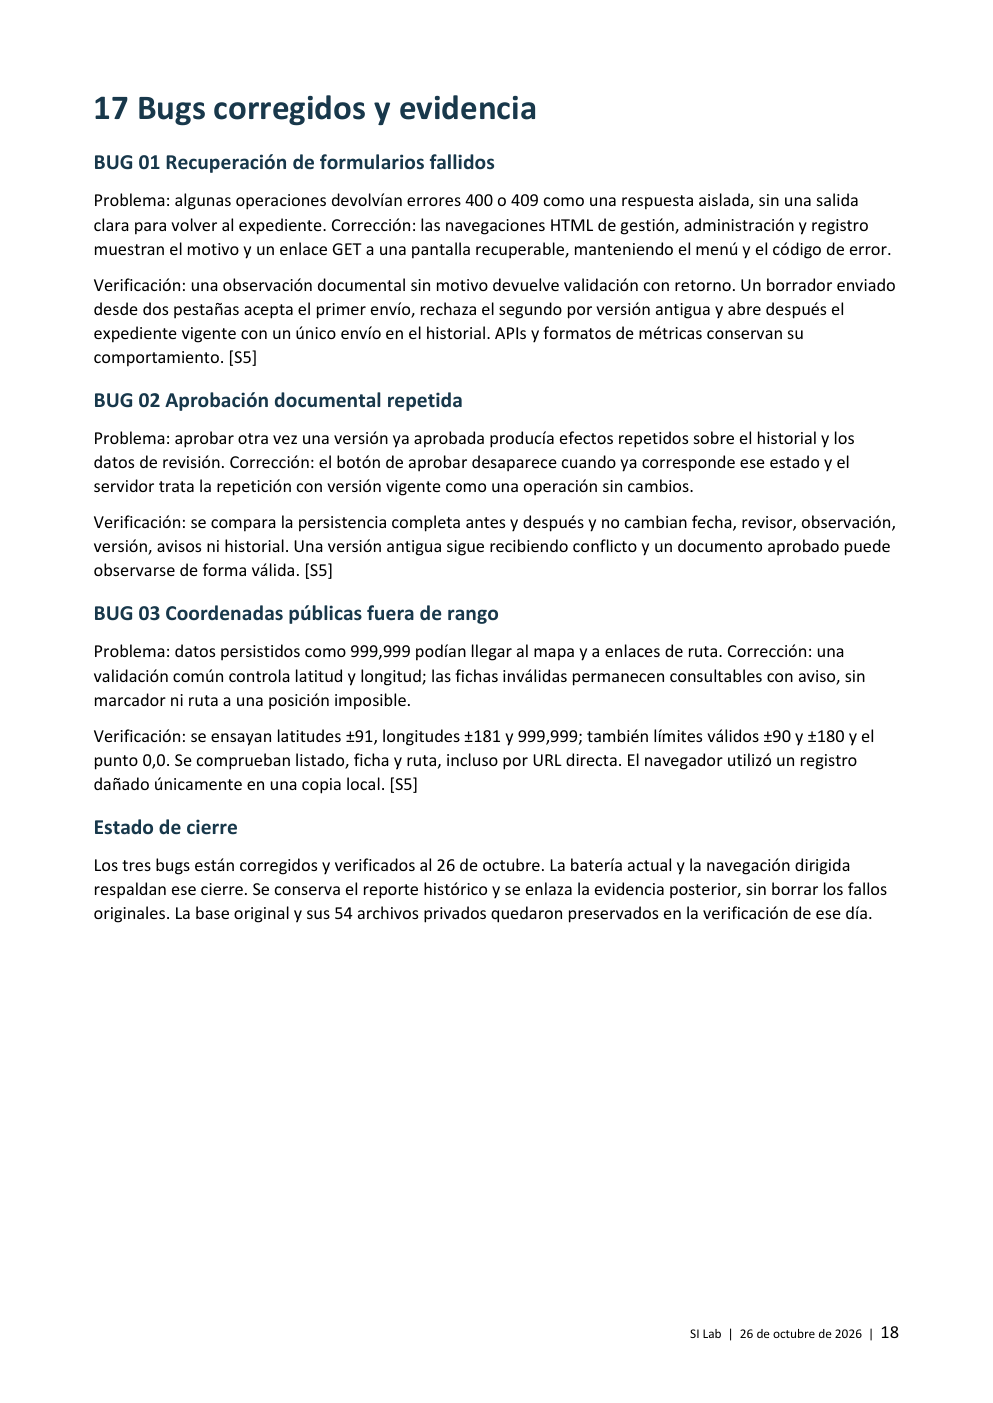 17 Bugs corregidos y evidencia
BUG 01 Recuperación de formularios fallidos
Problema: algunas operaciones devolvían errores 400 o 409 como una respuesta aislada, sin una salida
clara para volver al expediente. Corrección: las navegaciones HTML de gestión, administración y registro
muestran el motivo y un enlace GET a una pantalla recuperable, manteniendo el menú y el código de error.
Verificación: una observación documental sin motivo devuelve validación con retorno. Un borrador enviado
desde dos pestañas acepta el primer envío, rechaza el segundo por versión antigua y abre después el
expediente vigente con un único envío en el historial. APIs y formatos de métricas conservan su
comportamiento. [S5]
BUG 02 Aprobación documental repetida
Problema: aprobar otra vez una versión ya aprobada producía efectos repetidos sobre el historial y los
datos de revisión. Corrección: el botón de aprobar desaparece cuando ya corresponde ese estado y el
servidor trata la repetición con versión vigente como una operación sin cambios.
Verificación: se compara la persistencia completa antes y después y no cambian fecha, revisor, observación,
versión, avisos ni historial. Una versión antigua sigue recibiendo conflicto y un documento aprobado puede
observarse de forma válida. [S5]
BUG 03 Coordenadas públicas fuera de rango
Problema: datos persistidos como 999,999 podían llegar al mapa y a enlaces de ruta. Corrección: una
validación común controla latitud y longitud; las fichas inválidas permanecen consultables con aviso, sin
marcador ni ruta a una posición imposible.
Verificación: se ensayan latitudes ±91, longitudes ±181 y 999,999; también límites válidos ±90 y ±180 y el
punto 0,0. Se comprueban listado, ficha y ruta, incluso por URL directa. El navegador utilizó un registro
dañado únicamente en una copia local. [S5]
Estado de cierre
Los tres bugs están corregidos y verificados al 26 de octubre. La batería actual y la navegación dirigida
respaldan ese cierre. Se conserva el reporte histórico y se enlaza la evidencia posterior, sin borrar los fallos
originales. La base original y sus 54 archivos privados quedaron preservados en la verificación de ese día.
SI Lab | 26 de octubre de 2026 | 18